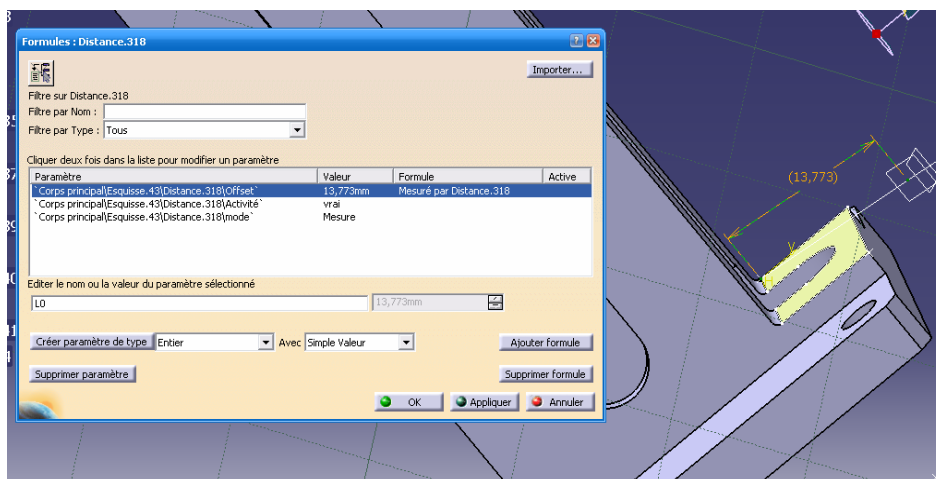 Formules : Distance.318
Importer...
Filtre sur Distance.318
Filtre par Nom :
Filtre par Type : Tous
Cliquer deux fois dans la liste pour modifier un paramètre
Paramètre Valeur Formule Active
`Corps principal\Esquisse.43\Distance.318\Offset` 13,773mm Mesuré par Distance.318
`Corps principal\Esquisse.43\Distance.318\Activité` vrai
`Corps principal\Esquisse.43\Distance.318\mode` Mesure
Editer le nom ou la valeur du paramètre sélectionné
L0 13,773mm
Créer paramètre de type Entier Avec Simple Valeur Ajouter formule
Supprimer paramètre Supprimer formule
OK Appliquer Annuler
(13,773)
V
H